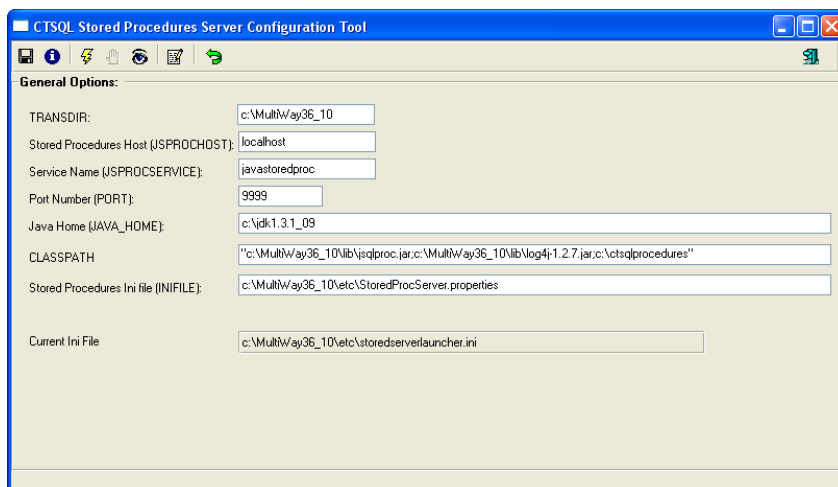 CTSQL Stored Procedures Server Configuration Tool
General Options:
TRANSDIR: c:\MultiWay36_10
Stored Procedures Host (JSPROCHOST): localhost
Service Name (JSPROCSERVICE): javastoredproc
Port Number (PORT): 9999
Java Home (JAVA_HOME): c:\jdk1.3.1_09
CLASSPATH "c:\MultiWay36_10\lib\jsqlproc.jar;c:\MultiWay36_10\lib\log4j-1.2.7.jar;c:\ctsqlprocedures"
Stored Procedures Ini file (INIFILE): c:\MultiWay36_10\etc\StoredProcServer.properties
Current Ini File c:\MultiWay36_10\etc\storedserverlauncher.ini